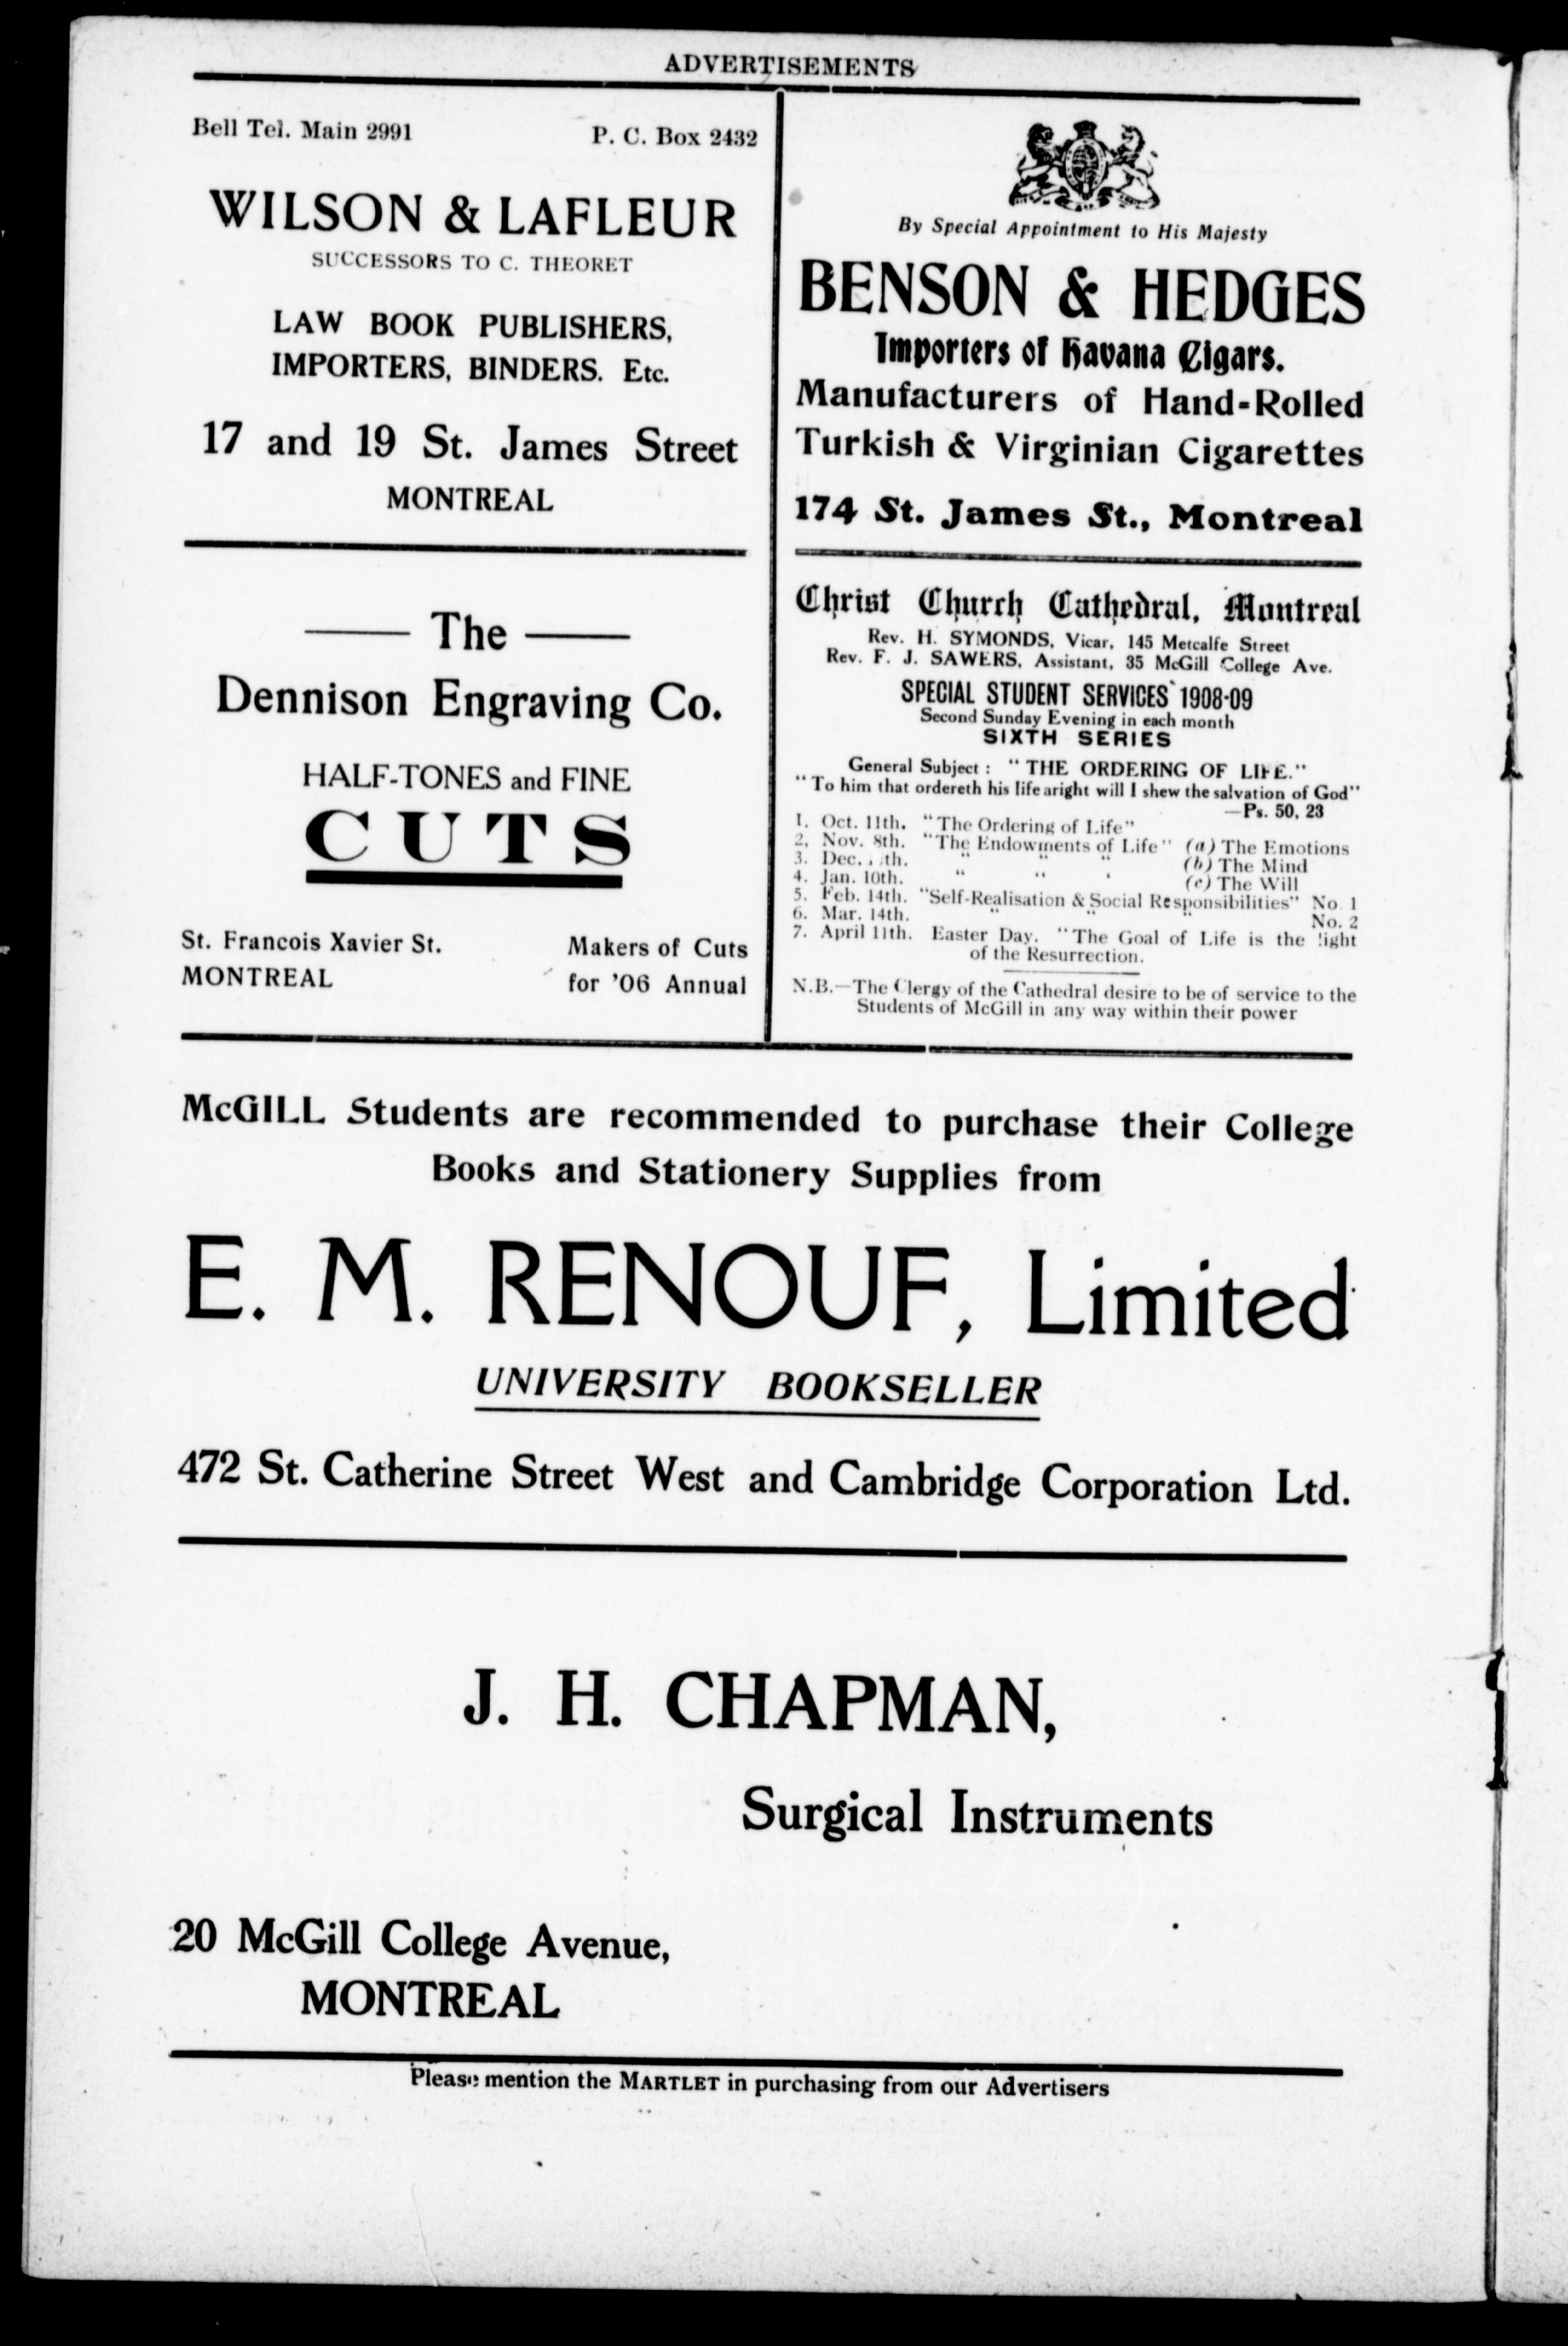 ADVERTISEMENTS
Bell Tel. Main 2991 P. C. Box 2432
WILSON & LAFLEUR
SUCCESSORS TO C. THEORET
LAW BOOK PUBLISHERS,
IMPORTERS, BINDERS. Etc.
17 and 19 St. James Street
MONTREAL
The
Dennison Engraving Co.
HALF-TONES and FINE
CUTS
St. Francois Xavier St. Makers of Cuts
MONTREAL for '06 Annual
By Special Appointment to His Majesty
BENSON & HEDGES
Importers of Havana Cigars.
Manufacturers of Hand-Rolled
Turkish & Virginian Cigarettes
174 St. James St., Montreal
Christ Church Cathedral, Montreal
Rev. H. SYMONDS, Vicar, 145 Metcalfe Street
Rev. F. J. SAWERS, Assistant, 35 McGill College Ave.
SPECIAL STUDENT SERVICES 1908-09
Second Sunday Evening in each month
SIXTH SERIES
General Subject: "THE ORDERING OF LIFE."
"To him that ordereth his life aright will I shew the salvation of God"
—Ps. 50, 23
1. Oct. 11th. "The Ordering of Life"
2. Nov. 8th. "The Endowments of Life" (a) The Emotions
3. Dec. " " " (b) The Mind
4. Jan. 10th. " " " (c) The Will
5. Feb. 14th. "Self-Realisation & Social Responsibilities" No. 1
6. Mar. 14th. " " " No. 2
7. April 11th. Easter Day. "The Goal of Life is the light
of the Resurrection.
N.B.—The Clergy of the Cathedral desire to be of service to the
Students of McGill in any way within their power
McGILL Students are recommended to purchase their College
Books and Stationery Supplies from
E. M. RENOUF, Limited
UNIVERSITY BOOKSELLER
472 St. Catherine Street West and Cambridge Corporation Ltd.
J. H. CHAPMAN,
Surgical Instruments
20 McGill College Avenue,
MONTREAL
Please mention the MARTLET in purchasing from our Advertisers